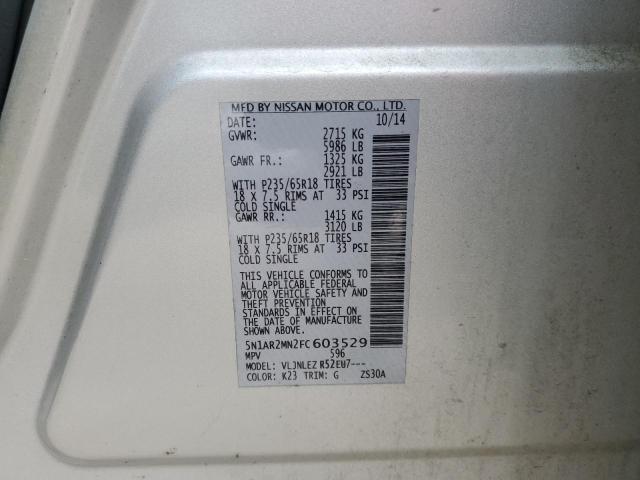 MFD BY NISSAN MOTOR CO., LTD.
DATE: 10/14
GVWR: 2715 KG
5986 LB
GAWR FR.: 1325 KG
2921 LB
WITH P235/65R18 TIRES
18 X 7.5 RIMS AT 33 PSI
COLD SINGLE
GAWR RR.: 1415 KG
3120 LB
WITH P235/65R18 TIRES
18 X 7.5 RIMS AT 33 PSI
COLD SINGLE
THIS VEHICLE CONFORMS TO
ALL APPLICABLE FEDERAL
MOTOR VEHICLE SAFETY AND
THEFT PREVENTION
STANDARDS IN EFFECT ON
THE DATE OF MANUFACTURE
SHOWN ABOVE.
5N1AR2MN2FC603529
MPV 596
MODEL: VLJNLEZ R52EU7---
COLOR: K23 TRIM: G ZS30A